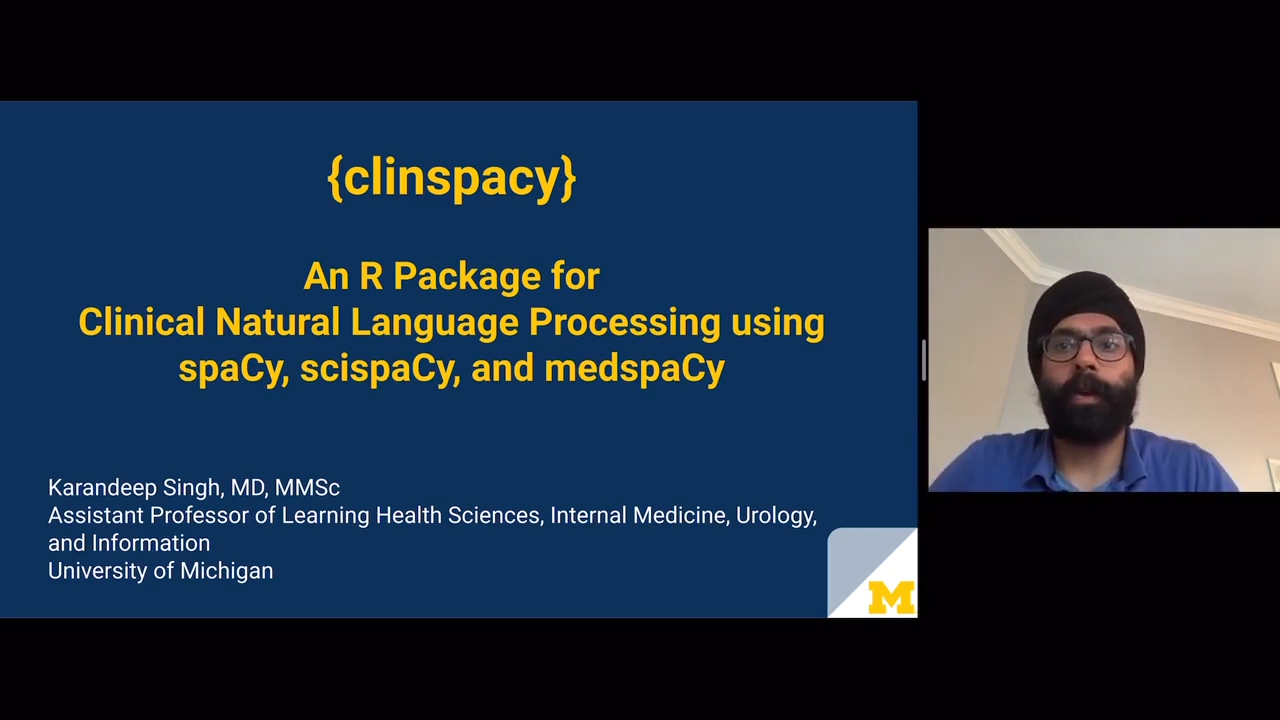 {clinspacy}
An R Package for
Clinical Natural Language Processing using
spaCy, scispaCy, and medspaCy
Karandeep Singh, MD, MMSc
Assistant Professor of Learning Health Sciences, Internal Medicine, Urology,
and Information
University of Michigan
M